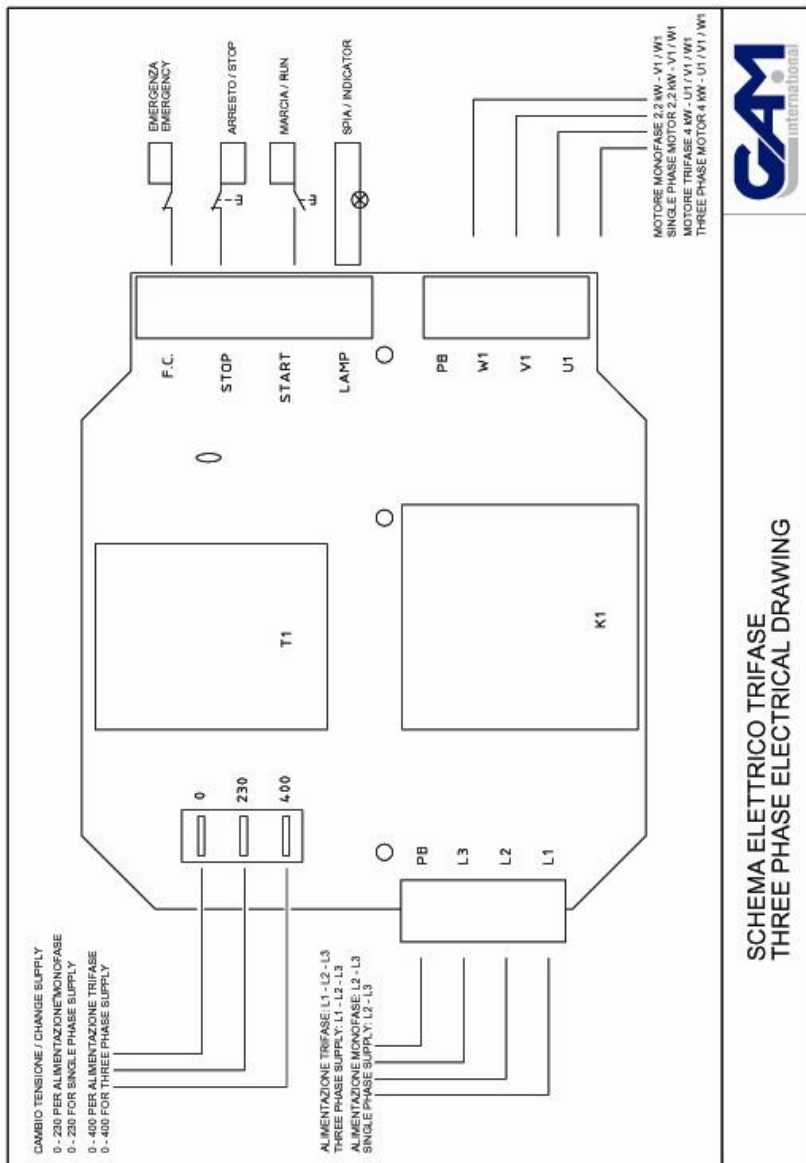 CAMBIO TENSIONE / CHANGE SUPPLY
0 - 230 PER ALIMENTAZIONE MONOFASE
0 - 230 FOR SINGLE PHASE SUPPLY
0 - 400 PER ALIMENTAZIONE TRIFASE
0 - 400 FOR THREE PHASE SUPPLY
0
230
400
T1
F.C.
STOP
START
LAMP
EMERGENZA
EMERGENCY
ARRESTO / STOP
MARCIA / RUN
SPIA / INDICATOR
ALIMENTAZIONE TRIFASE: L1 - L2 - L3
THREE PHASE SUPPLY: L1 - L2 - L3
ALIMENTAZIONE MONOFASE: L2 - L3
SINGLE PHASE SUPPLY: L2 - L3
PB
L3
L2
L1
K1
PB
W1
V1
U1
MOTORE MONOFASE 2,2 kW - V1 / W1
SINGLE PHASE MOTOR 2,2 kW - V1 / W1
MOTORE TRIFASE 4 kW - U1 / V1 / W1
THREE PHASE MOTOR 4 kW - U1 / V1 / W1
SCHEMA ELETTRICO TRIFASE
THREE PHASE ELECTRICAL DRAWING
GAM
international